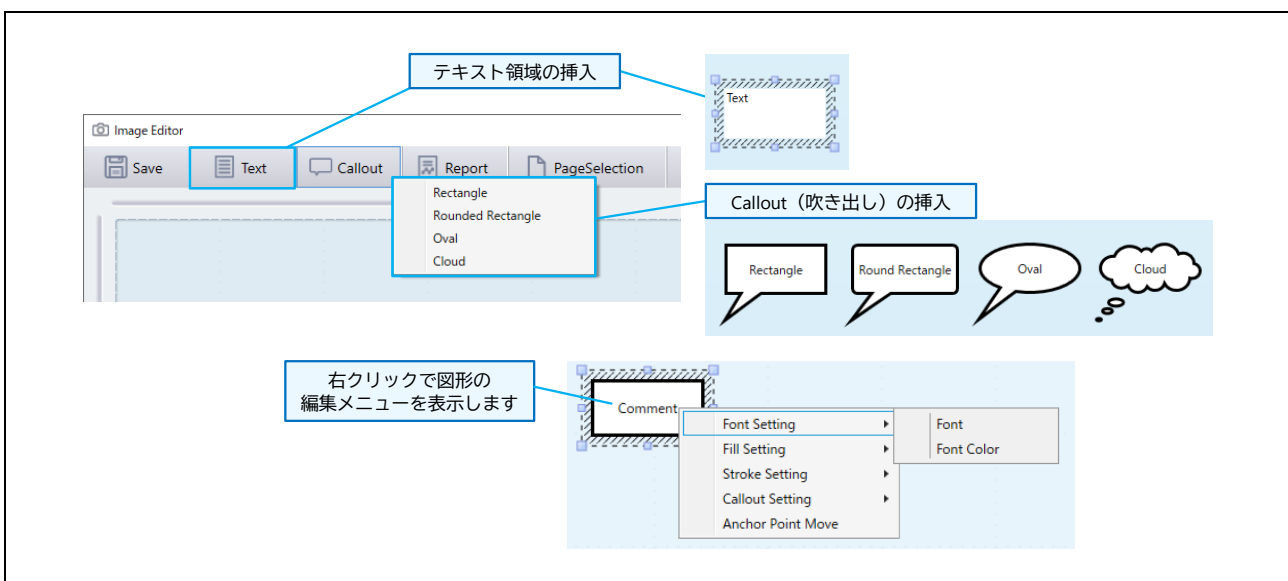 テキスト領域の挿入
Text
Image Editor
Save
Text
Callout
Report
PageSelection
Rectangle
Rounded Rectangle
Oval
Cloud
Callout（吹き出し）の挿入
Rectangle
Round Rectangle
Oval
Cloud
右クリックで図形の
編集メニューを表示します
Comment
Font Setting
Fill Setting
Stroke Setting
Callout Setting
Anchor Point Move
Font
Font Color